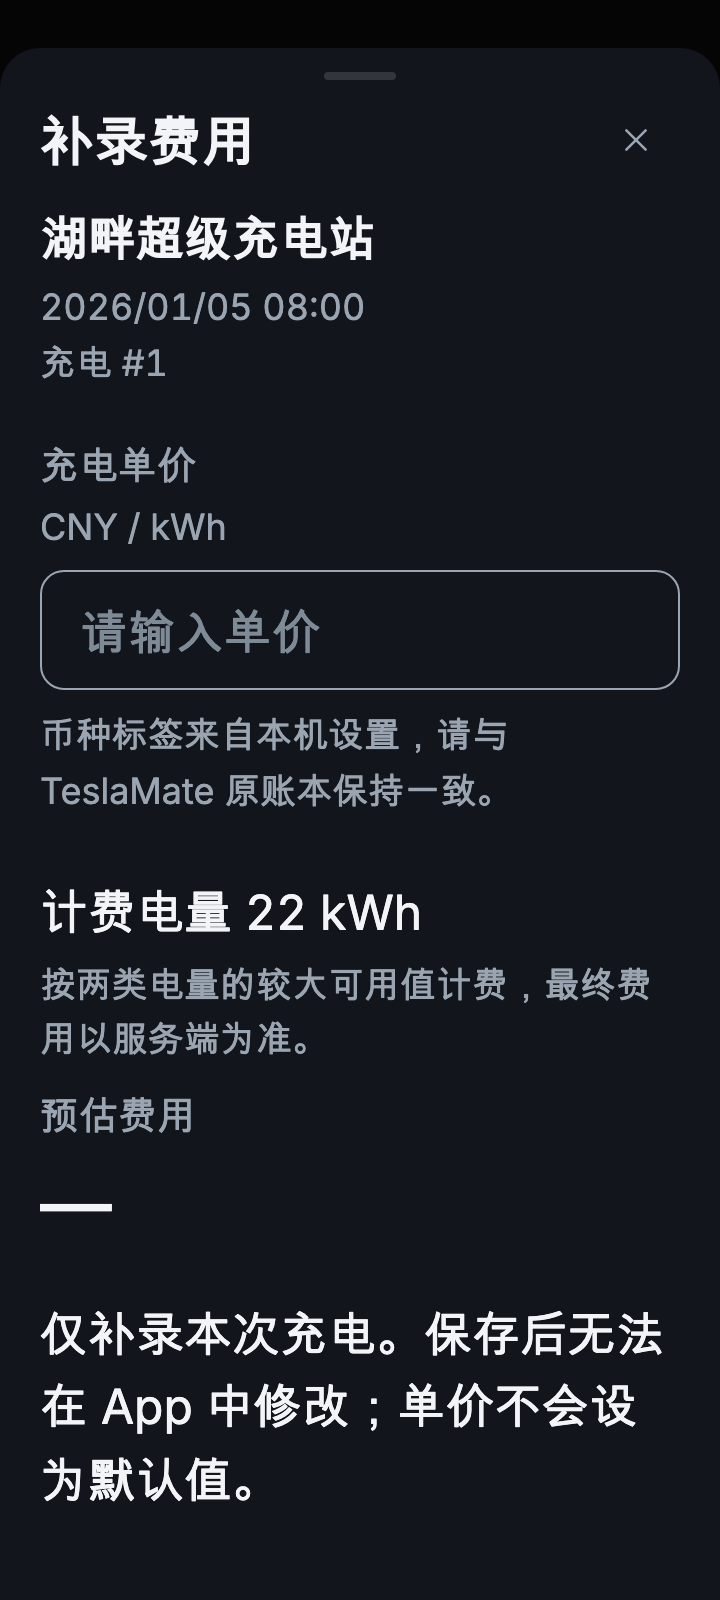 补录费用
湖畔超级充电站
2026/01/05 08:00
充电 #1
充电单价
CNY / kWh
请输入单价
币种标签来自本机设置，请与
TeslaMate 原账本保持一致。
计费电量 22 kWh
按两类电量的较大可用值计费，最终费
用以服务端为准。
预估费用
—
仅补录本次充电。保存后无法
在 App 中修改；单价不会设
为默认值。